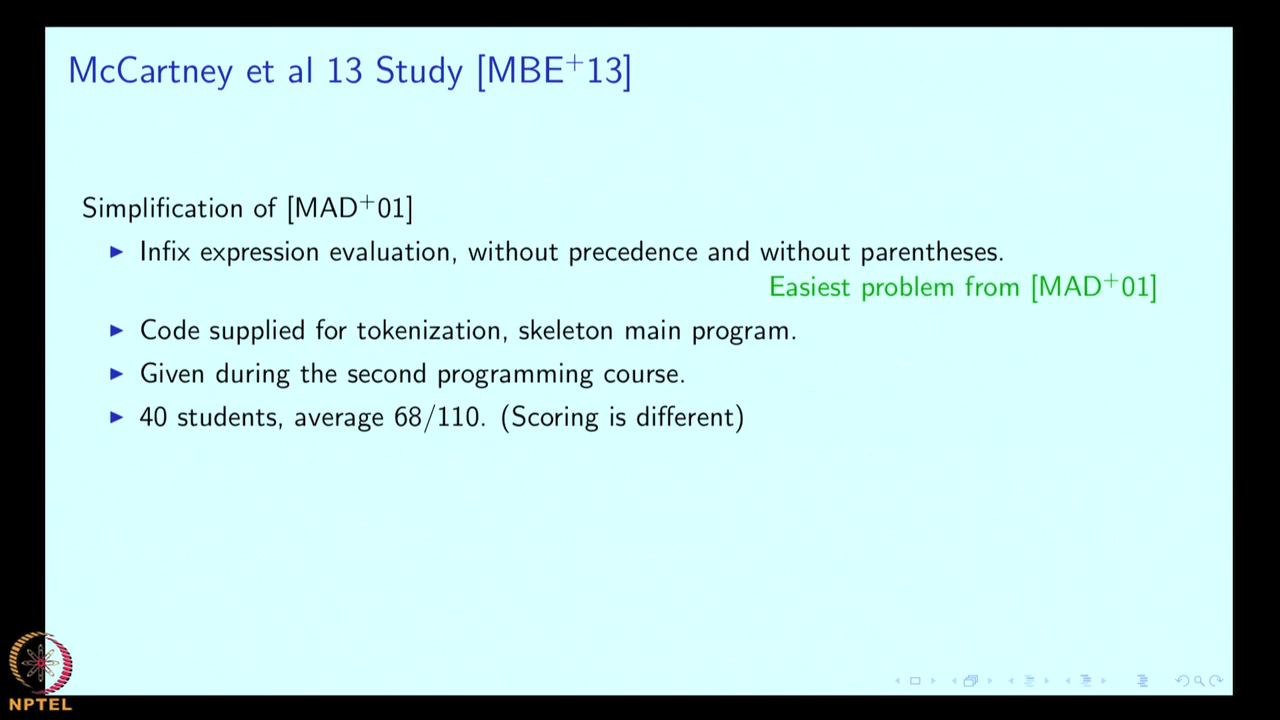 McCartney et al 13 Study [MBE+13]
Simplification of [MAD+01]
Infix expression evaluation, without precedence and without parentheses.
Easiest problem from [MAD+01]
Code supplied for tokenization, skeleton main program.
Given during the second programming course.
40 students, average 68/110. (Scoring is different)
NPTEL